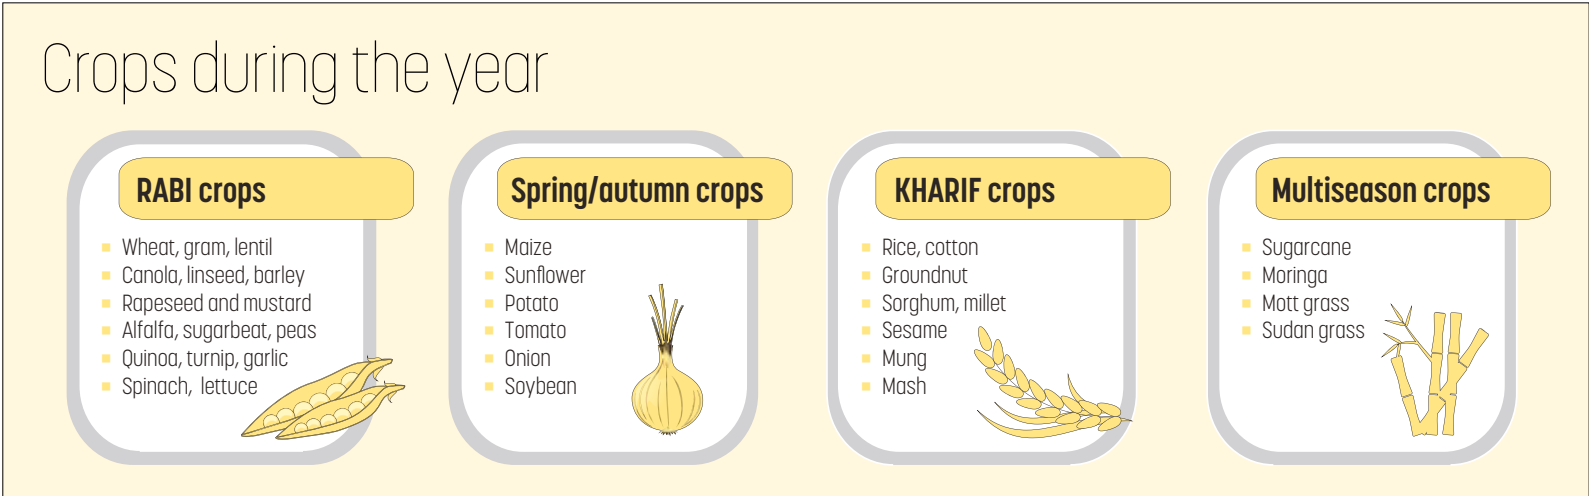 Crops during the year
RABI crops
Wheat, gram, lentil
Canola, linseed, barley
Rapeseed and mustard
Alfalfa, sugarbeat, peas
Quinoa, turnip, garlic
Spinach, lettuce
Spring/autumn crops
Maize
Sunflower
Potato
Tomato
Onion
Soybean
KHARIF crops
Rice, cotton
Groundnut
Sorghum, millet
Sesame
Mung
Mash
Multiseason crops
Sugarcane
Moringa
Mott grass
Sudan grass